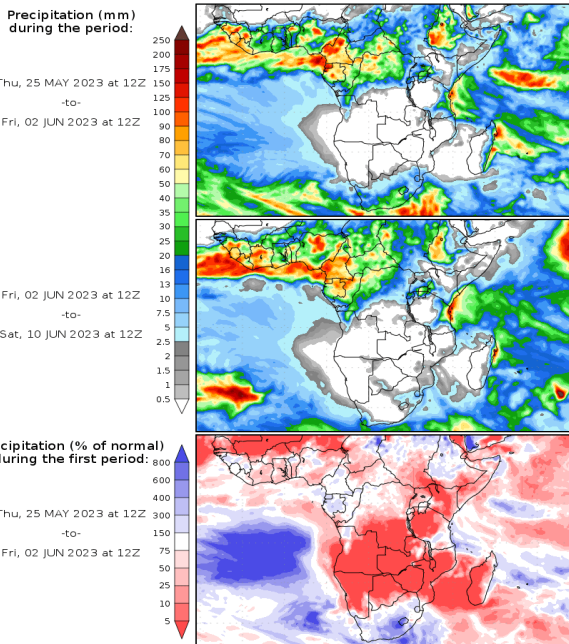 Precipitation (mm)
during the period:
Thu, 25 MAY 2023 at 12Z
-to-
Fri, 02 JUN 2023 at 12Z
250
200
175
150
125
100
90
80
70
60
50
40
35
30
25
20
16
13
10
7.5
5
2.5
2
1.5
1
0.5
Fri, 02 JUN 2023 at 12Z
-to-
Sat, 10 JUN 2023 at 12Z
cipitation (% of normal)
during the first period:
Thu, 25 MAY 2023 at 12Z
-to-
Fri, 02 JUN 2023 at 12Z
800
600
400
300
150
75
50
25
10
5